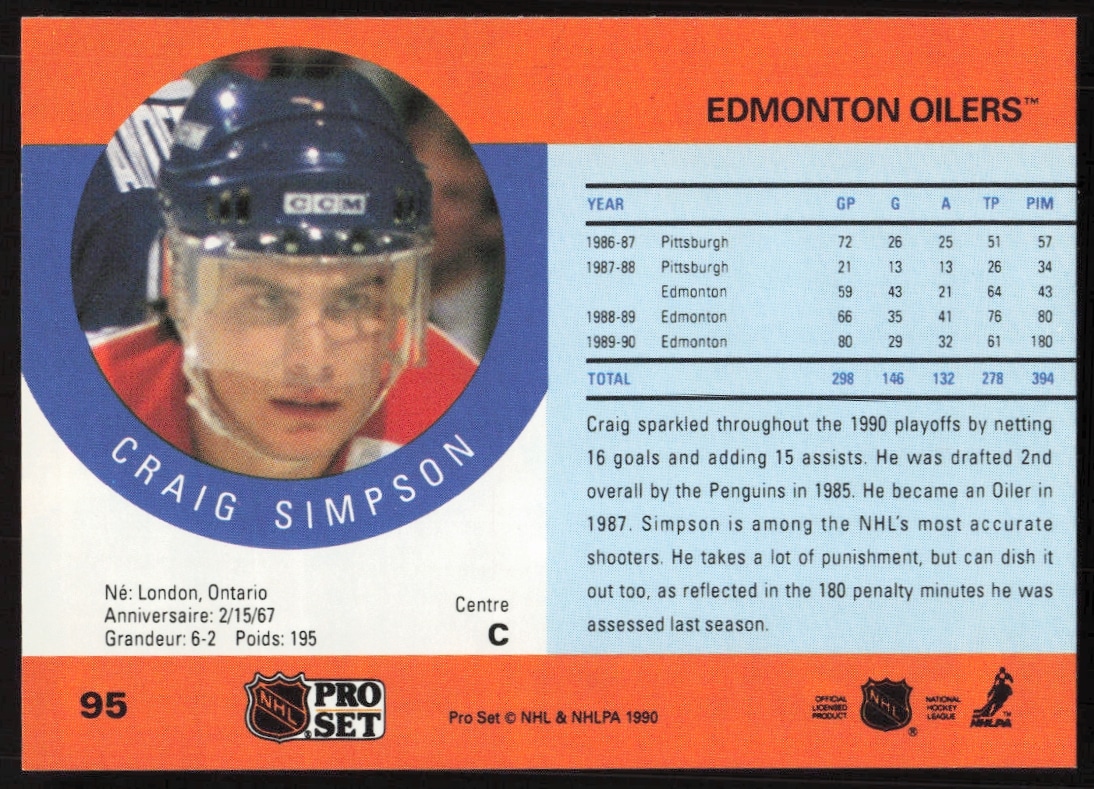 EDMONTON OILERS™
CCM
YEAR GP G A TP PIM
1986-87 Pittsburgh 72 26 25 51 57
1987-88 Pittsburgh 21 13 13 26 34
Edmonton 59 43 21 64 43
1988-89 Edmonton 66 35 41 76 80
1989-90 Edmonton 80 29 32 61 180
TOTAL 298 146 132 278 394
Craig sparkled throughout the 1990 playoffs by netting
16 goals and adding 15 assists. He was drafted 2nd
overall by the Penguins in 1985. He became an Oiler in
1987. Simpson is among the NHL's most accurate
shooters. He takes a lot of punishment, but can dish it
out too, as reflected in the 180 penalty minutes he was
assessed last season.
CRAIG SIMPSON
Né: London, Ontario
Anniversaire: 2/15/67
Grandeur: 6-2 Poids: 195
Centre
C
95
NHL PRO
SET
Pro Set © NHL & NHLPA 1990
OFFICIAL
LICENSED
PRODUCT
NHL
®
NATIONAL
HOCKEY
LEAGUE
NHLPA™